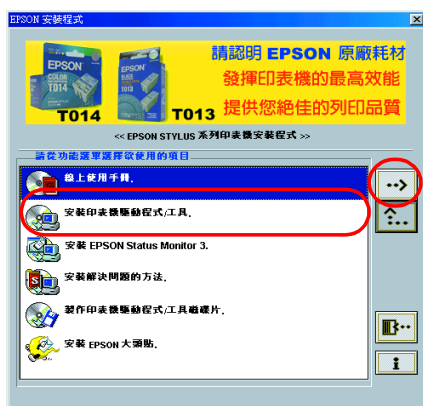 EPSON 安裝程式
請認明 EPSON 原廠耗材
發揮印表機的最高效能
提供您絕佳的列印品質
EPSON
COLOR
T014
T014
EPSON
BLACK
T013
T013
<< EPSON STYLUS 系列印表機安裝程式 >>
請從功能選單選擇欲使用的項目
線上使用手冊.
安裝印表機驅動程式/工具.
安裝 EPSON Status Monitor 3.
安裝解決問題的方法.
製作印表機驅動程式/工具磁碟片.
安裝 EPSON 大頭貼.